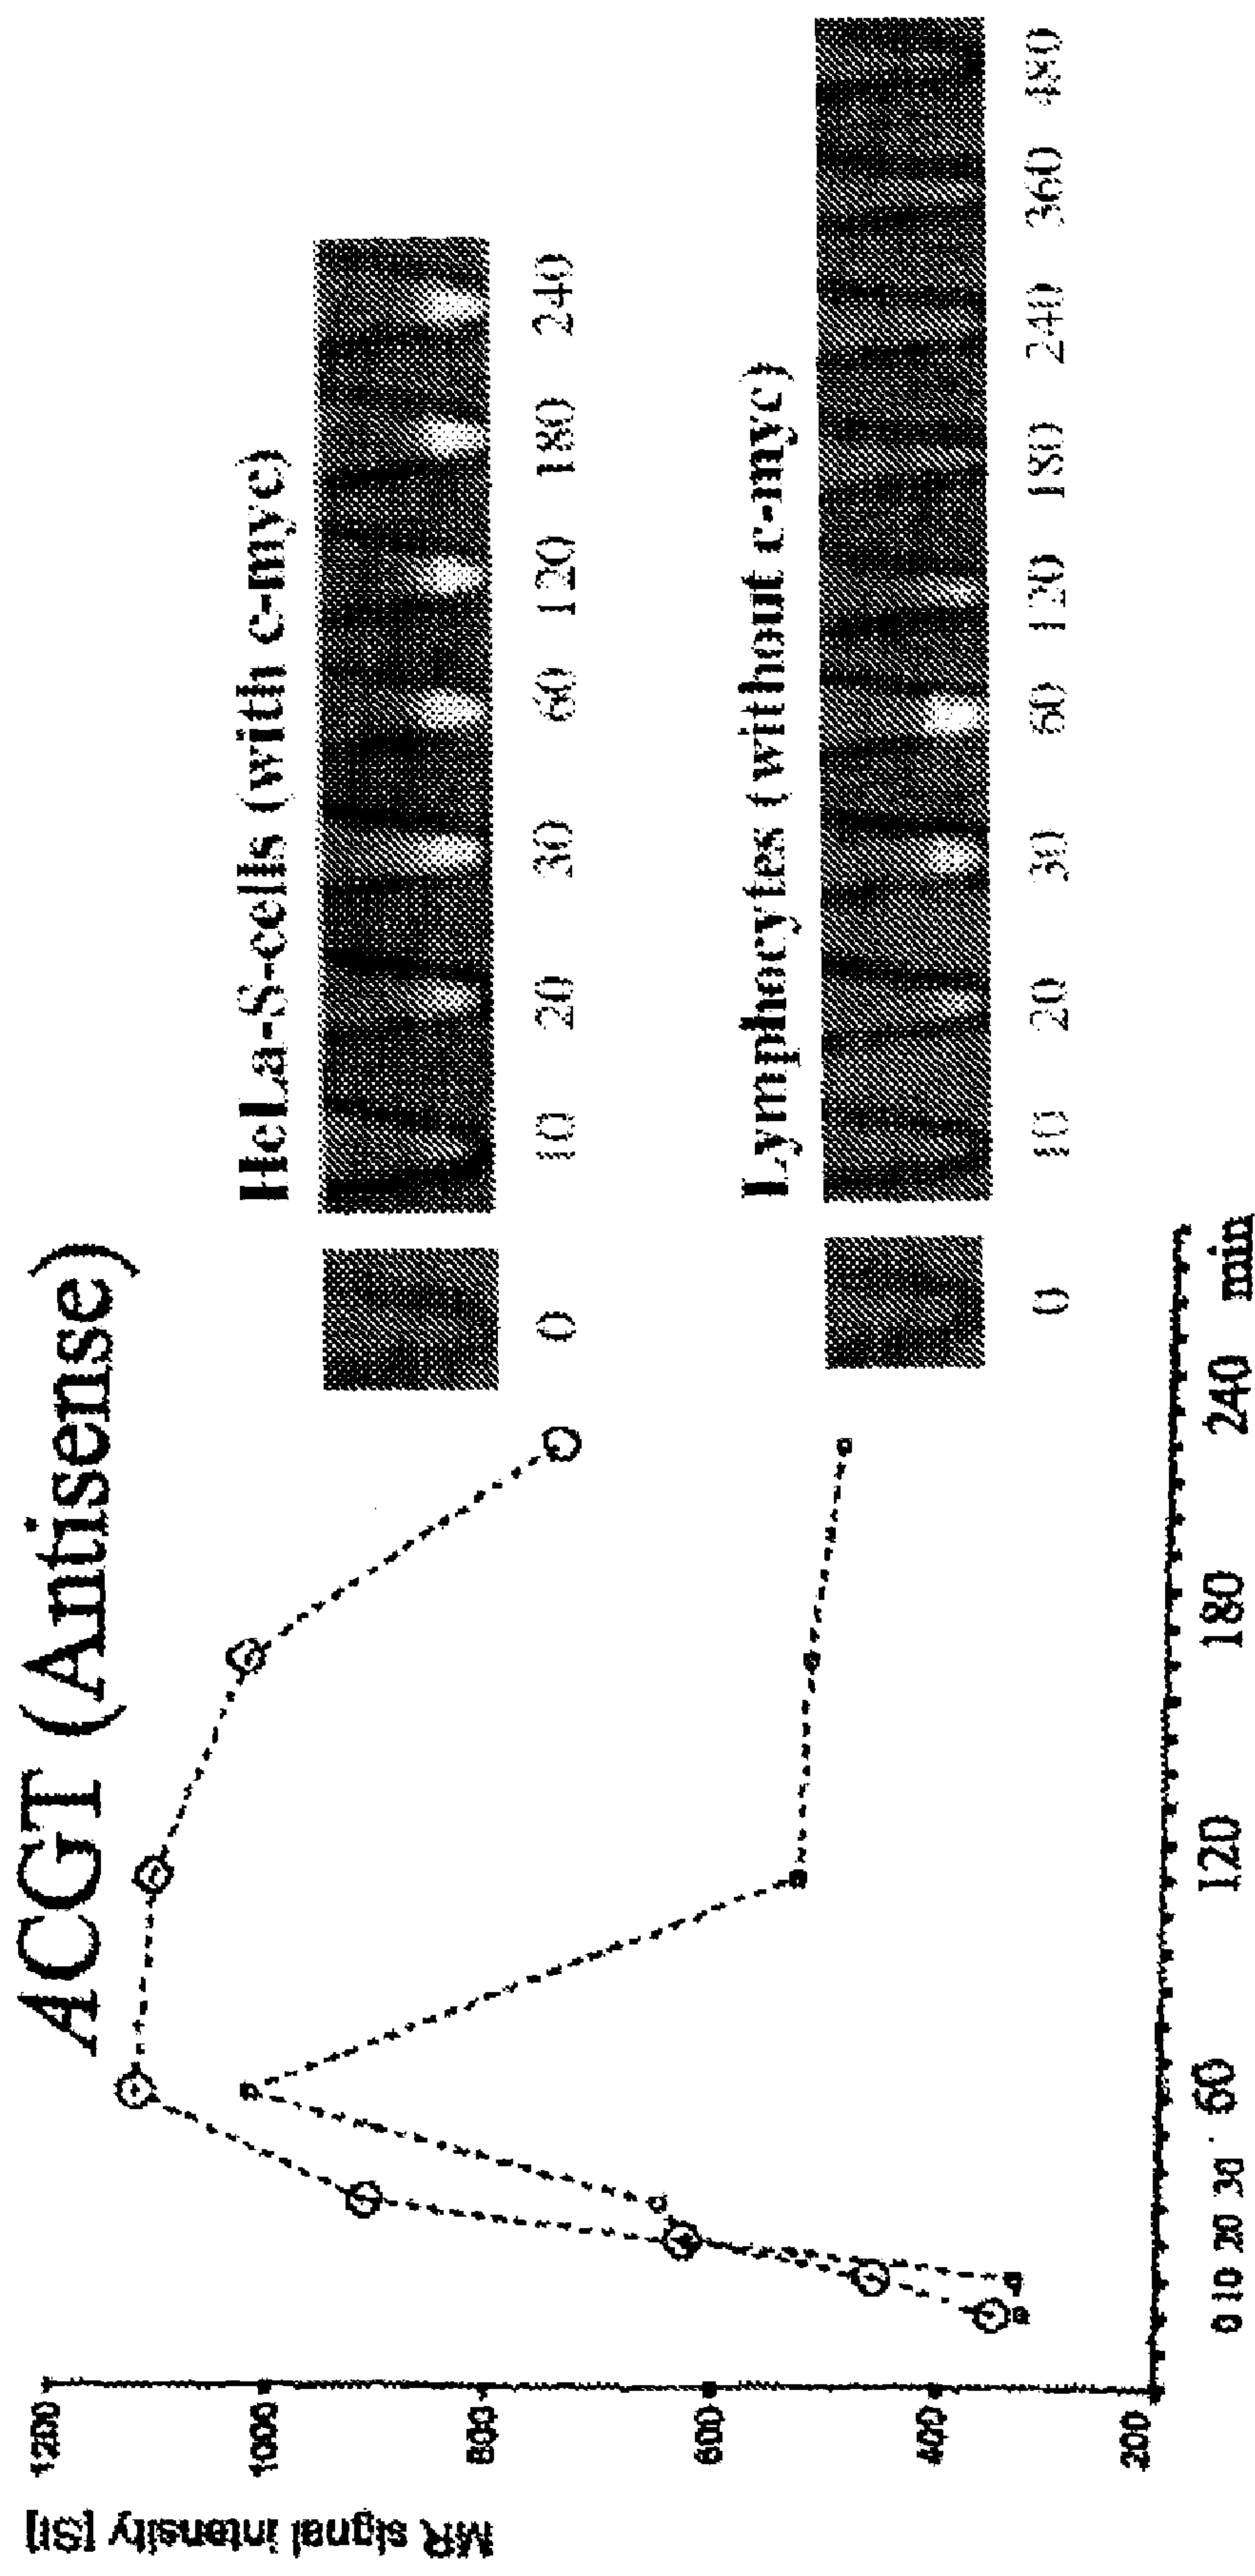 ACGT (Antisense)
MR signal intensity [SI]
1200
1000
800
600
400
200
0 10 20 30 60 120 180 240 min
HeLa-S-cells (with c-myc)
0 10 20 30 60 120 180 240
Lymphocytes (without c-myc)
0 10 20 30 60 120 180 240 360 480